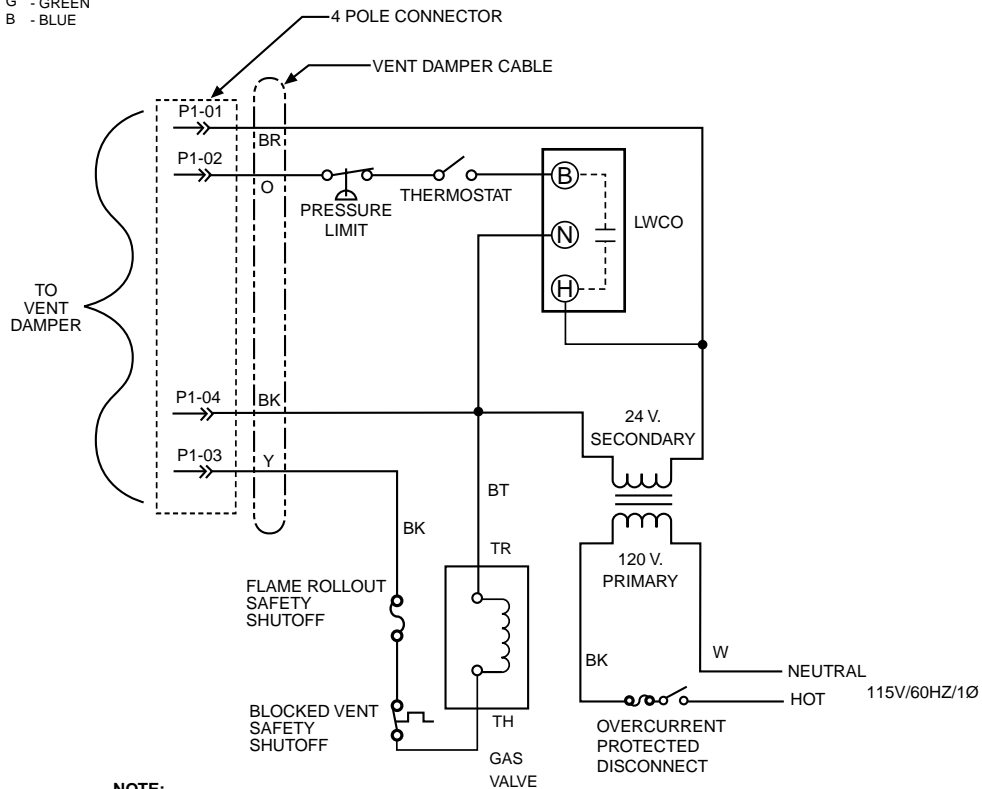 G - GREEN
B - BLUE
4 POLE CONNECTOR
VENT DAMPER CABLE
P1-01
BR
P1-02
O
PRESSURE
LIMIT
THERMOSTAT
B
N
H
LWCO
TO
VENT
DAMPER
P1-04
BK
P1-03
Y
24 V.
SECONDARY
BT
BK
TR
120 V.
PRIMARY
FLAME ROLLOUT
SAFETY
SHUTOFF
BK
W
NEUTRAL
HOT
115V/60HZ/1Ø
BLOCKED VENT
SAFETY
SHUTOFF
TH
GAS
VALVE
OVERCURRENT
PROTECTED
DISCONNECT
NOTE: